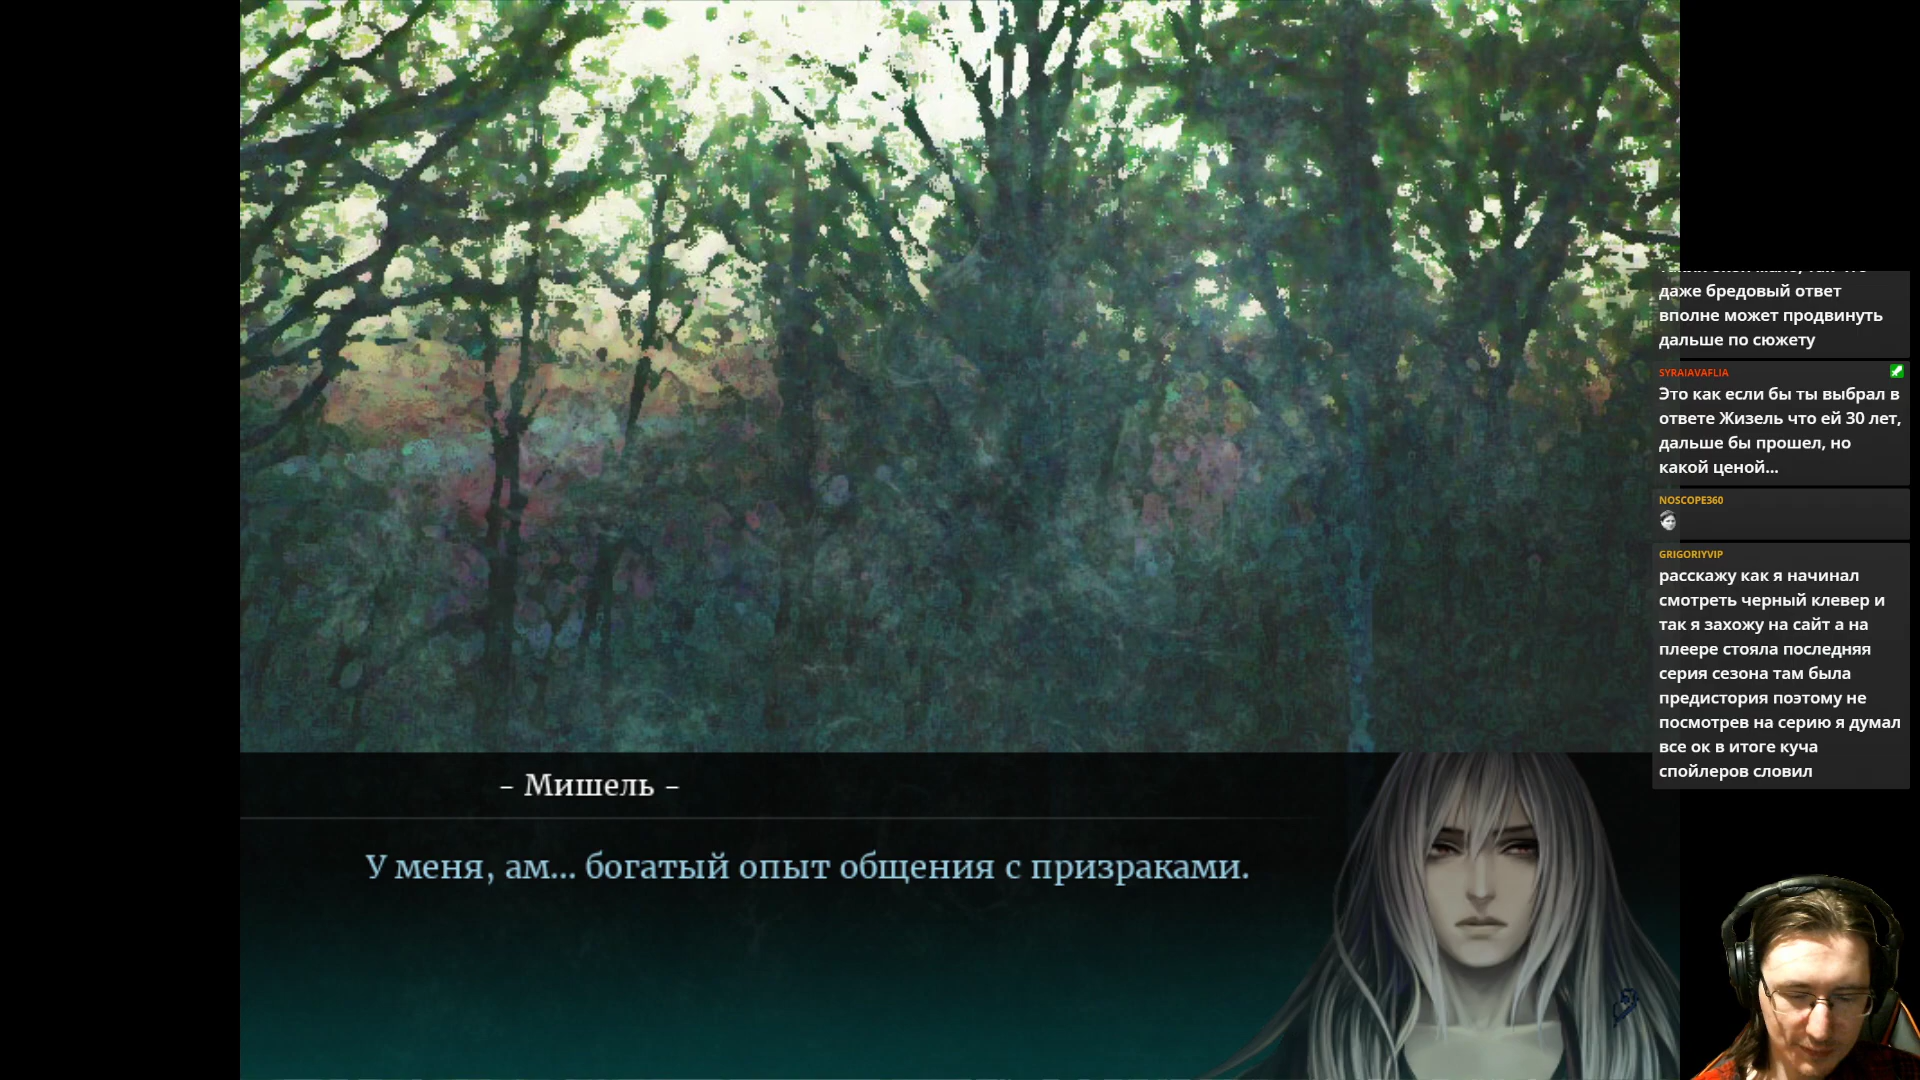 даже бредовый ответ
вполне может продвинуть
дальше по сюжету
SYRAIAVAFLIA
Это как если бы ты выбрал в
ответе Жизель что ей 30 лет,
дальше бы прошел, но
какой ценой...
NOSCOPE360
GRIGORIYVIP
расскажу как я начинал
смотреть черный клевер и
так я захожу на сайт а на
плеере стояла последняя
серия сезона там была
предистория поэтому не
посмотрев на серию я думал
все ок в итоге куча
спойлеров словил
- Мишель -
У меня, ам... богатый опыт общения с призраками.